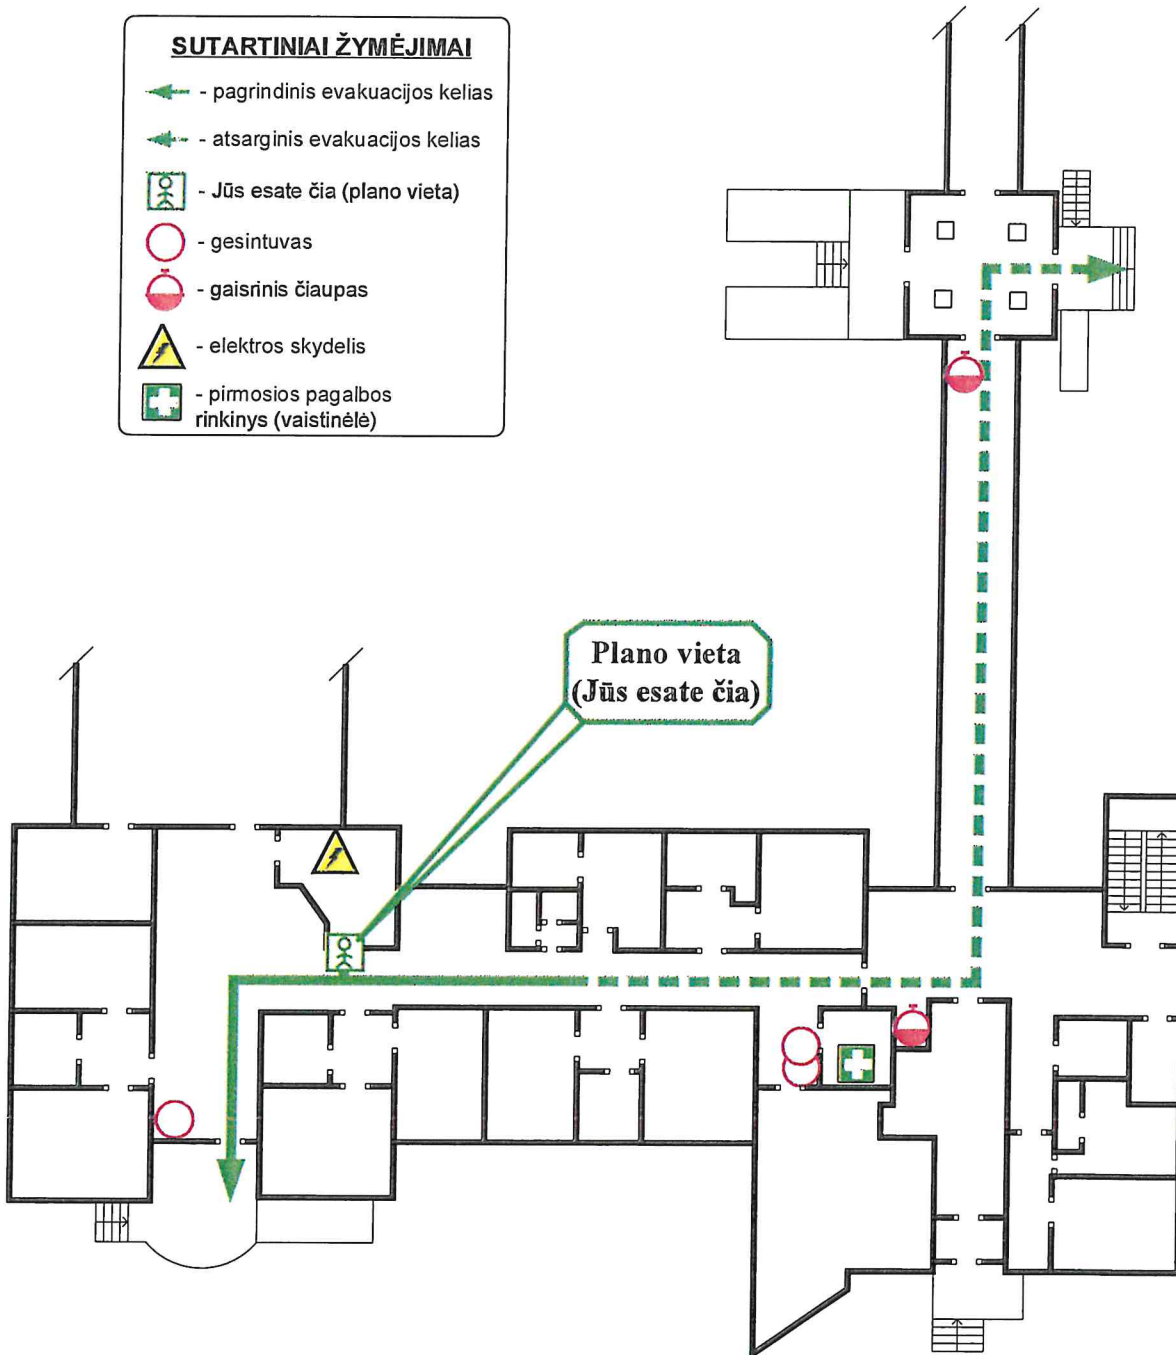 SUTARTINIAI ŽYMĖJIMAI
- pagrindinis evakuacijos kelias
- atsarginis evakuacijos kelias
- Jūs esate čia (plano vieta)
- gesintuvas
- gaisrinis čiaupas
- elektros skydelis
- pirmosios pagalbos
rinkinys (vaistinėlė)
Plano vieta
(Jūs esate čia)